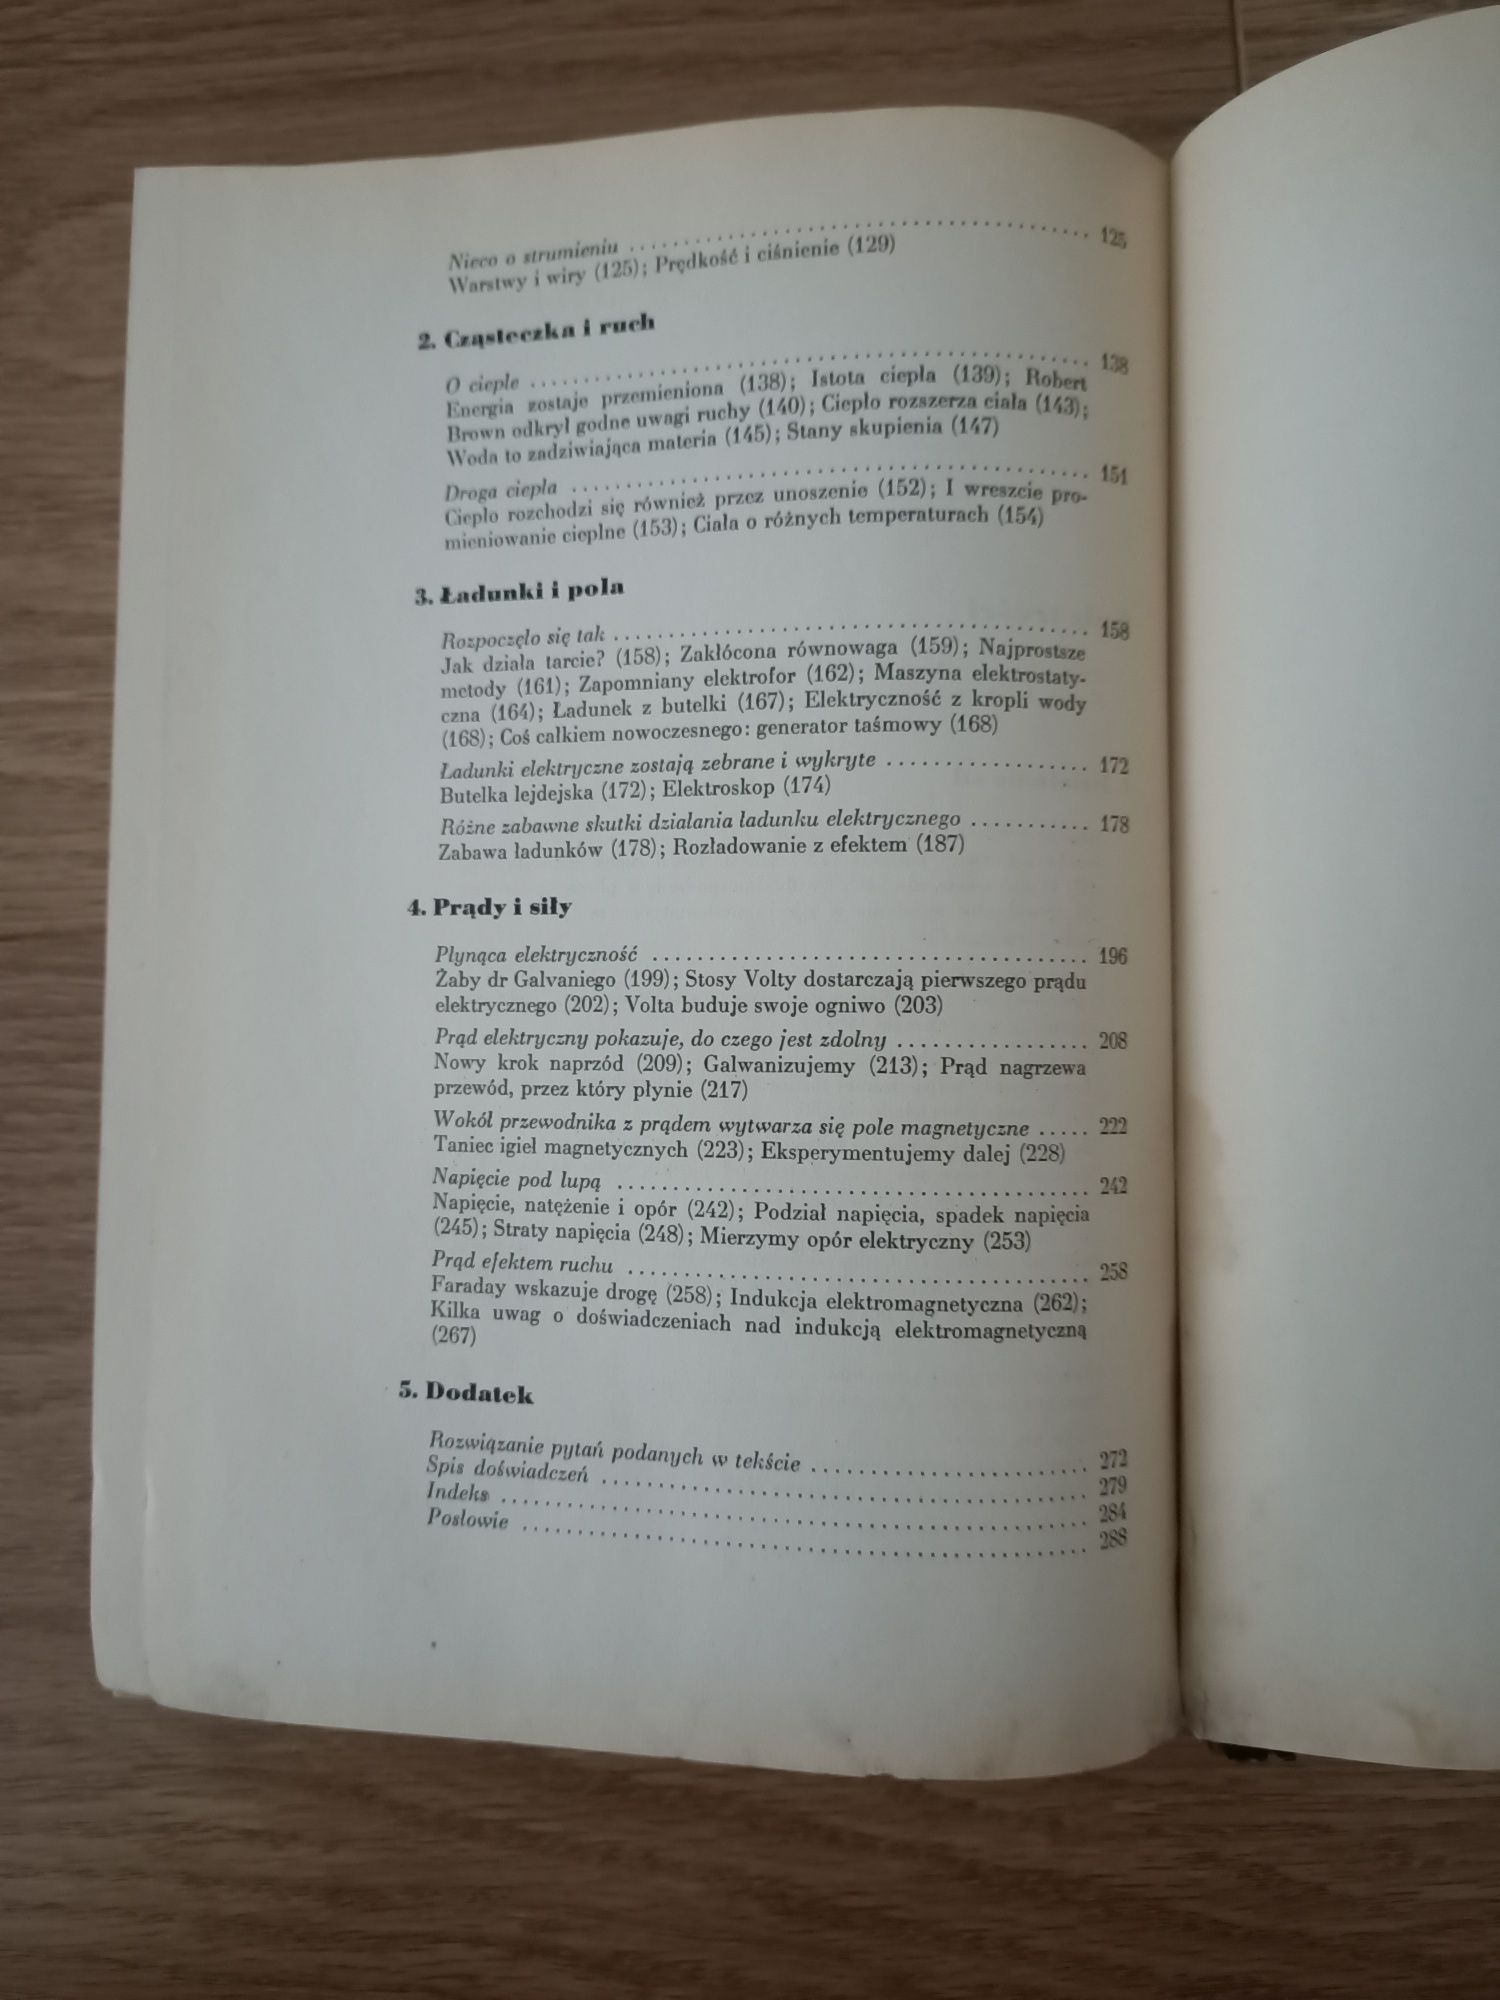 Nieco o strumieniu . . . . . . . . . . . . . . . . . . . . . . . . . . . . . . . . . . . . 125
Warstwy i wiry (125); Prędkość i ciśnienie (129)
2. Cząsteczka i ruch
O cieple . . . . . . . . . . . . . . . . . . . . . . . . . . . . . . . . . . . . . . . . . . . . 138
Energia zostaje przemieniona (138); Istota ciepła (139); Robert
Brown odkrył godne uwagi ruchy (140); Ciepło rozszerza ciała (143);
Woda to zadziwiająca materia (145); Stany skupienia (147)
Droga ciepła . . . . . . . . . . . . . . . . . . . . . . . . . . . . . . . . . . . . . . . . 151
Ciepło rozchodzi się również przez unoszenie (152); I wreszcie pro-
mieniowanie cieplne (153); Ciała o różnych temperaturach (154)
3. Ładunki i pola
Rozpoczęło się tak . . . . . . . . . . . . . . . . . . . . . . . . . . . . . . . . . . . . 158
Jak działa tarcie? (158); Zakłócona równowaga (159); Najprostsze
metody (161); Zapomniany elektrofor (162); Maszyna elektrostaty-
czna (164); Ładunek z butelki (167); Elektryczność z kropli wody
(168); Coś całkiem nowoczesnego: generator taśmowy (168)
Ładunki elektryczne zostają zebrane i wykryte . . . . . . . . . . . . . . . . . 172
Butelka lejdejska (172); Elektroskop (174)
Różne zabawne skutki działania ładunku elektrycznego . . . . . . . . . . . 178
Zabawa ładunków (178); Rozładowanie z efektem (187)
4. Prądy i siły
Płynąca elektryczność . . . . . . . . . . . . . . . . . . . . . . . . . . . . . . . . . . 196
Żaby dr Galvaniego (199); Stosy Volty dostarczają pierwszego prądu
elektrycznego (202); Volta buduje swoje ogniwo (203)
Prąd elektryczny pokazuje, do czego jest zdolny . . . . . . . . . . . . . . . . 208
Nowy krok naprzód (209); Galwanizujemy (213); Prąd nagrzewa
przewód, przez który płynie (217)
Wokół przewodnika z prądem wytwarza się pole magnetyczne . . . . . 222
Taniec igieł magnetycznych (223); Eksperymentujemy dalej (228)
Napięcie pod lupą . . . . . . . . . . . . . . . . . . . . . . . . . . . . . . . . . . . . . 242
Napięcie, natężenie i opór (242); Podział napięcia, spadek napięcia
(245); Straty napięcia (248); Mierzymy opór elektryczny (253)
Prąd efektem ruchu . . . . . . . . . . . . . . . . . . . . . . . . . . . . . . . . . . . . 258
Faraday wskazuje drogę (258); Indukcja elektromagnetyczna (262);
Kilka uwag o doświadczeniach nad indukcją elektromagnetyczną
(267)
5. Dodatek
Rozwiązanie pytań podanych w tekście . . . . . . . . . . . . . . . . . . . . . . 272
Spis doświadczeń . . . . . . . . . . . . . . . . . . . . . . . . . . . . . . . . . . . . . . 279
Indeks . . . . . . . . . . . . . . . . . . . . . . . . . . . . . . . . . . . . . . . . . . . . . . 284
Posłowie . . . . . . . . . . . . . . . . . . . . . . . . . . . . . . . . . . . . . . . . . . . . 288